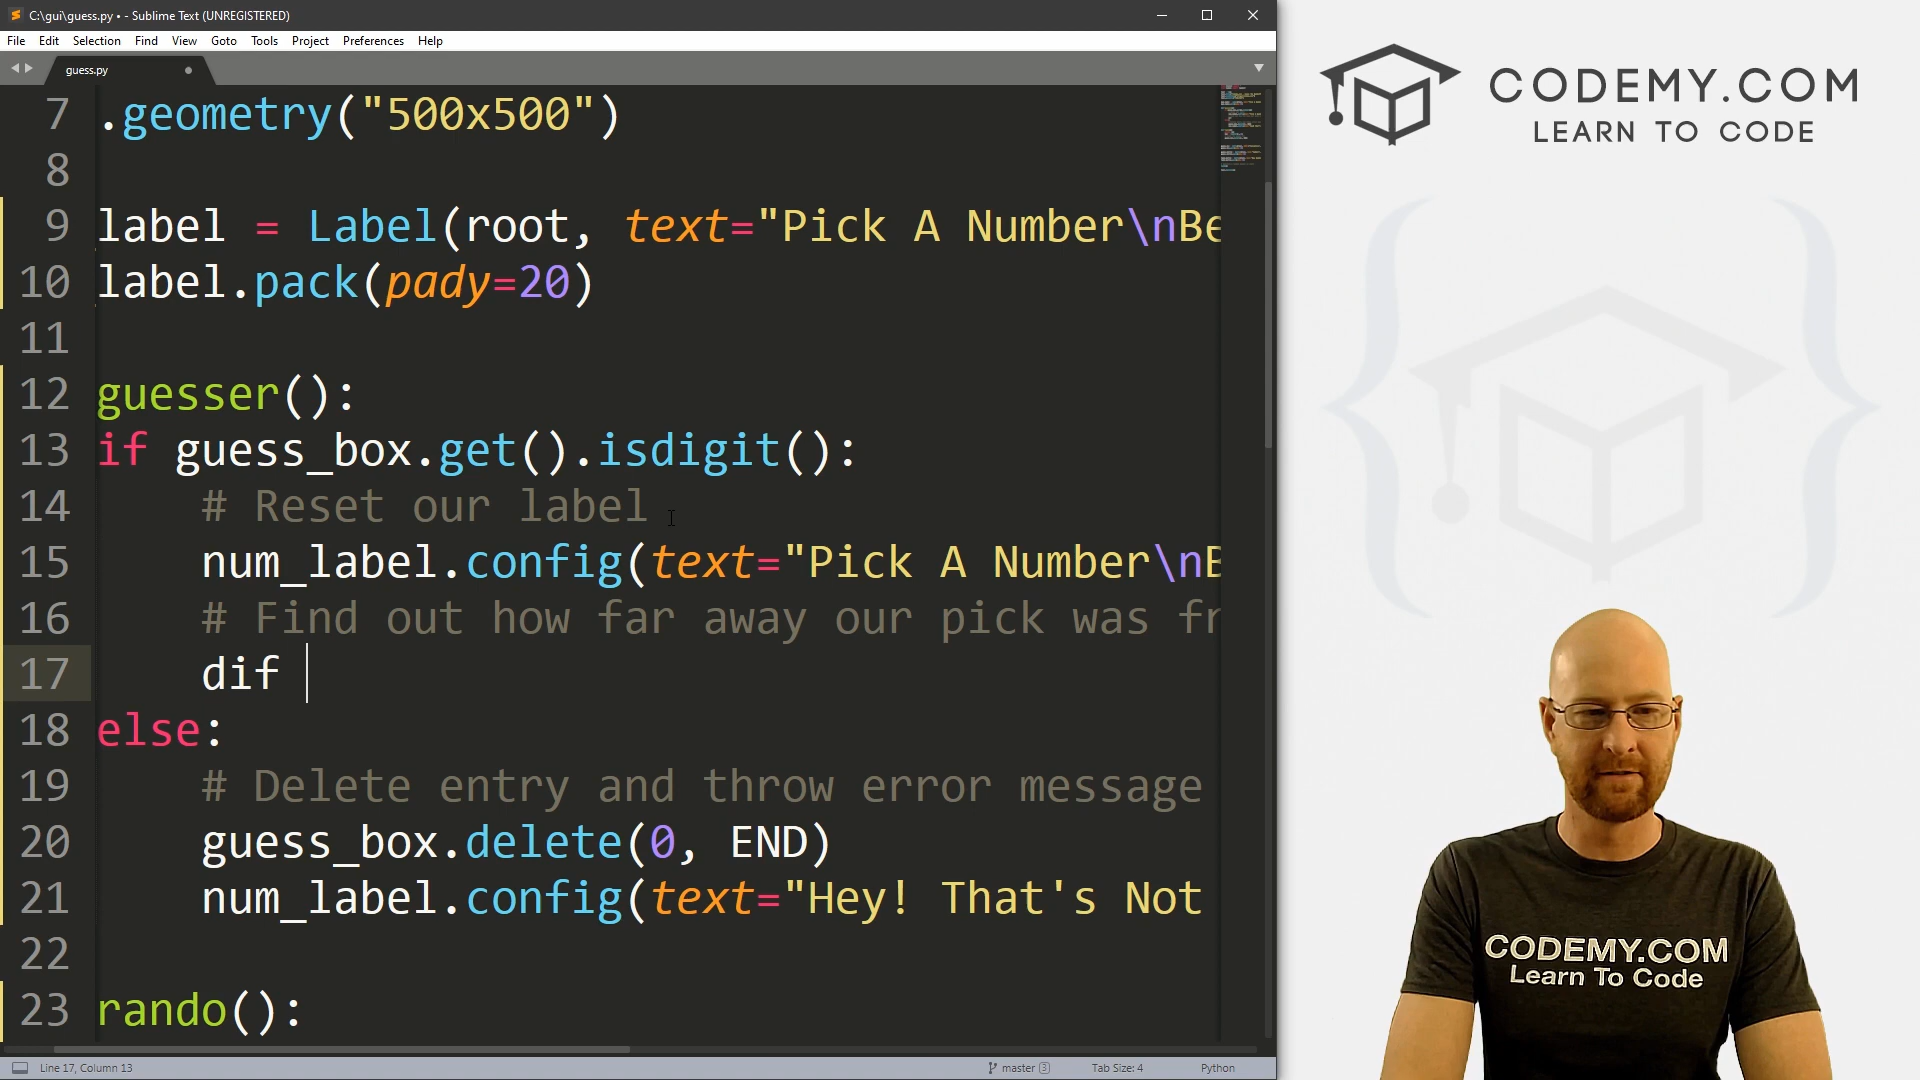 C:\gui\guess.py • - Sublime Text (UNREGISTERED)
File Edit Selection Find View Goto Tools Project Preferences Help
guess.py
7 .geometry("500x500")
8
9 label = Label(root, text="Pick A Number\nBe
10 label.pack(pady=20)
11
12 guesser():
13 if guess_box.get().isdigit():
14 # Reset our label
15 num_label.config(text="Pick A Number\nB
16 # Find out how far away our pick was fr
17 dif
18 else:
19 # Delete entry and throw error message
20 guess_box.delete(0, END)
21 num_label.config(text="Hey! That's Not
22
23 rando():
Line 17, Column 13
master 3
Tab Size: 4
Python
CODEMY.COM
LEARN TO CODE
CODEMY.COM
Learn To Code